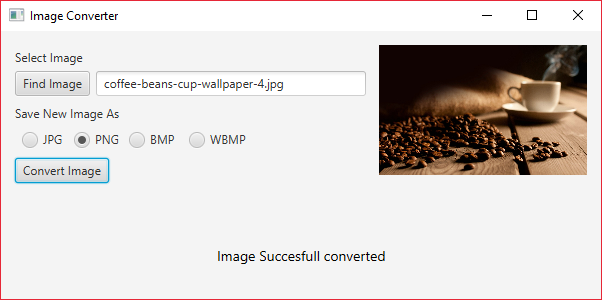 Image Converter
Select Image
Find Image coffee-beans-cup-wallpaper-4.jpg
Save New Image As
JPG PNG BMP WBMP
Convert Image
Image Succesfull converted